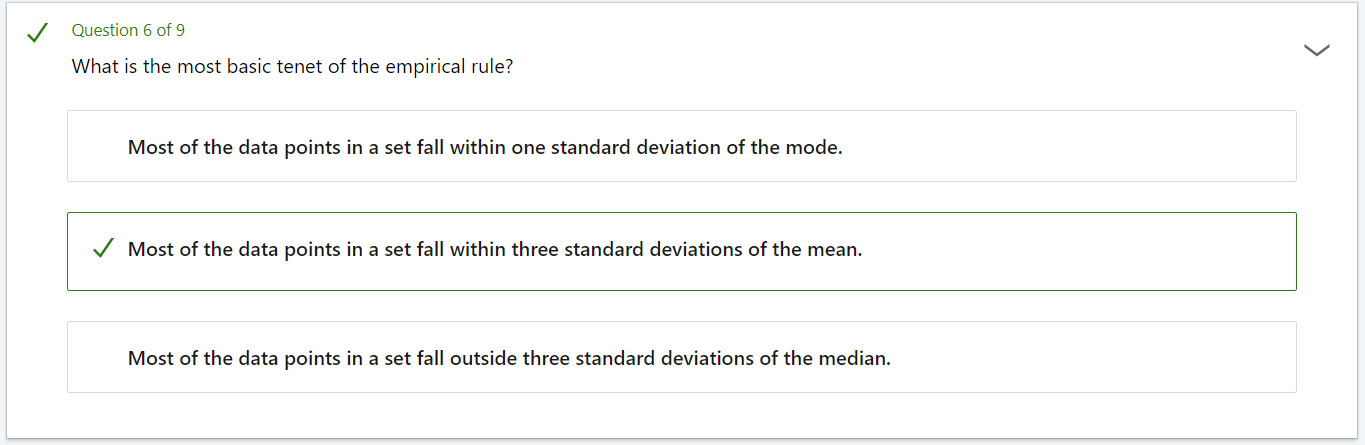 Question 6 of 9
What is the most basic tenet of the empirical rule?
Most of the data points in a set fall within one standard deviation of the mode.
Most of the data points in a set fall within three standard deviations of the mean.
Most of the data points in a set fall outside three standard deviations of the median.